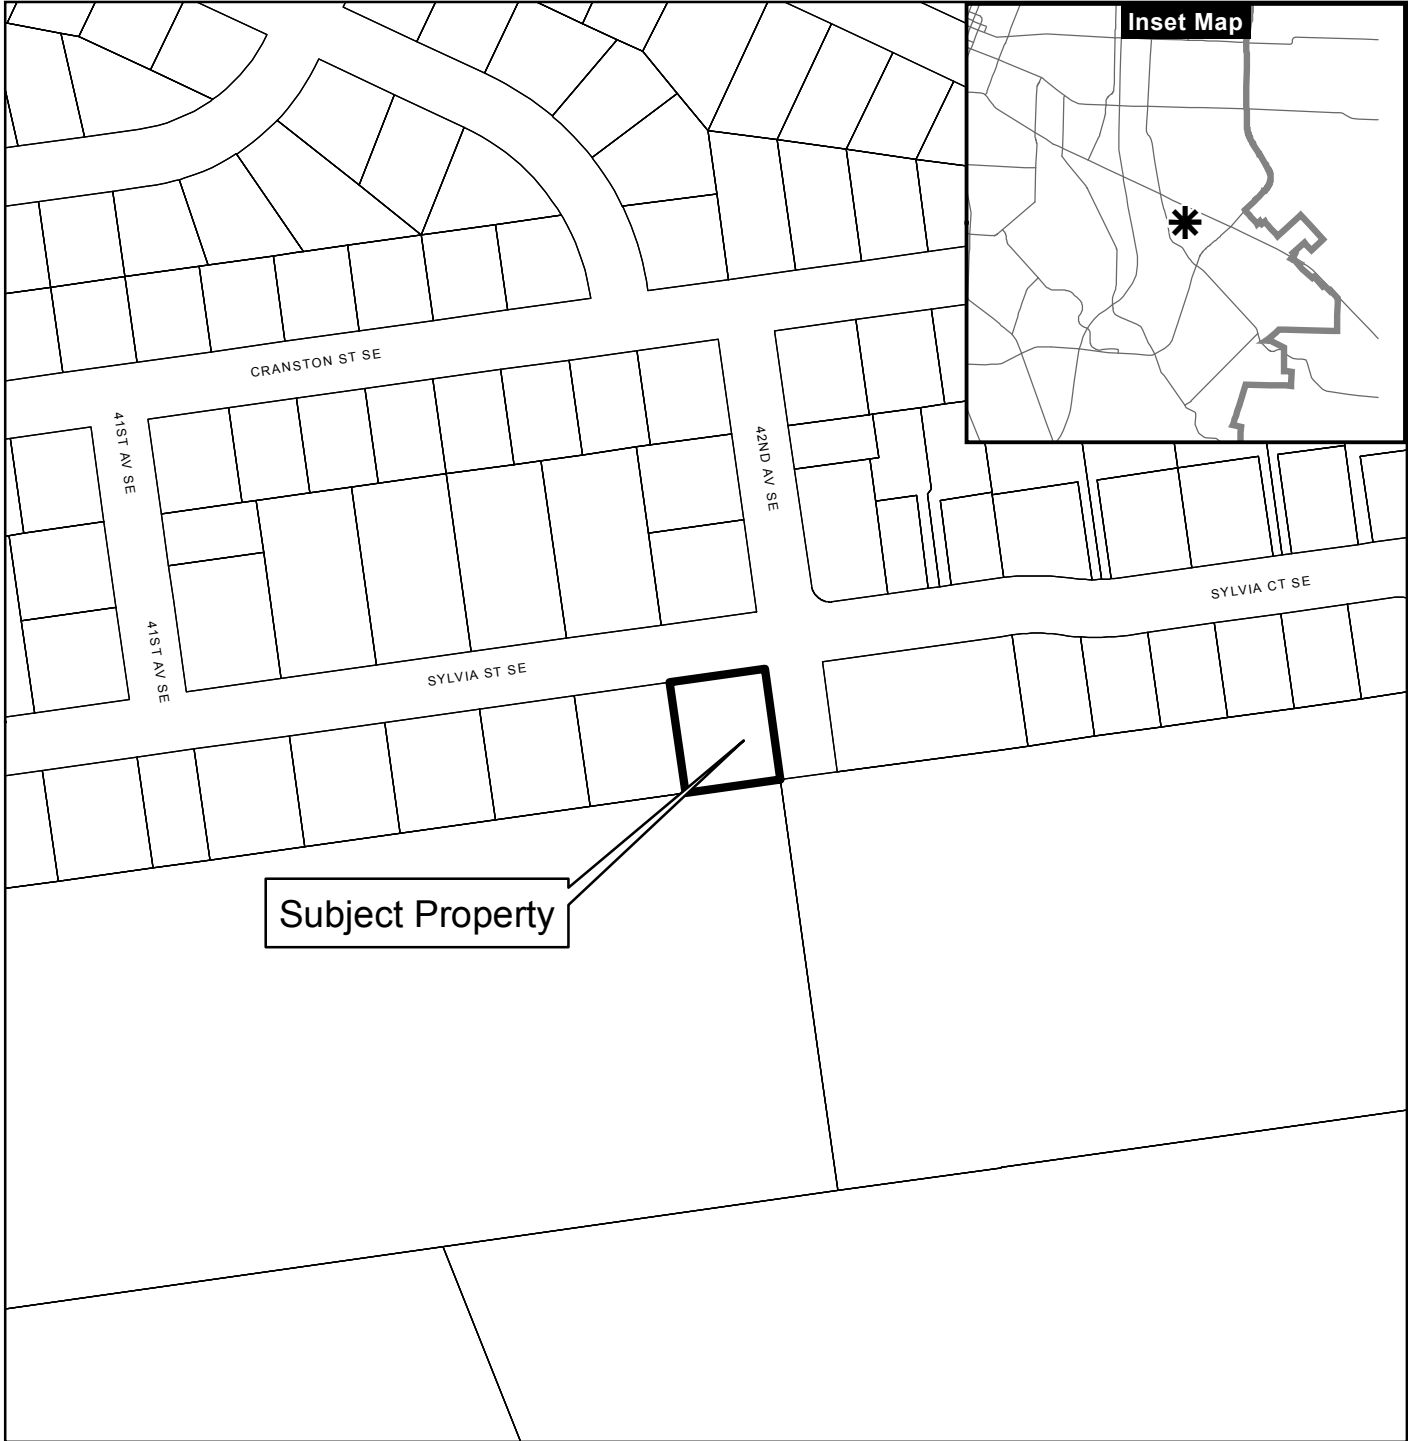 Inset Map
CRANSTON ST SE
41ST AV SE
42ND AV SE
SYLVIA CT SE
41ST AV SE
SYLVIA ST SE
Subject Property